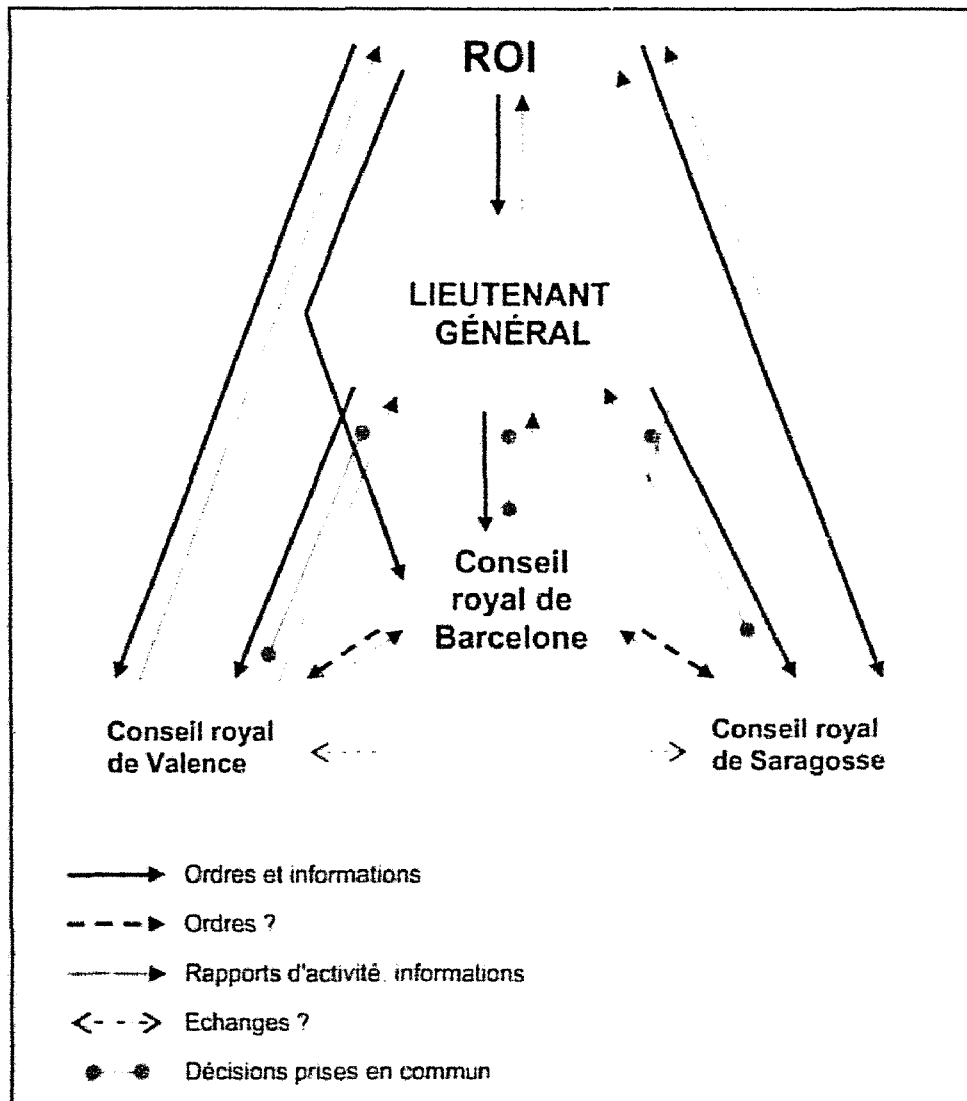 ROI
LIEUTENANT
GÉNÉRAL
Conseil
royal de
Barcelone
Conseil royal
de Valence
Conseil royal
de Saragosse
Ordres et informations
Ordres ?
Rapports d'activité. informations
Echanges ?
Décisions prises en commun